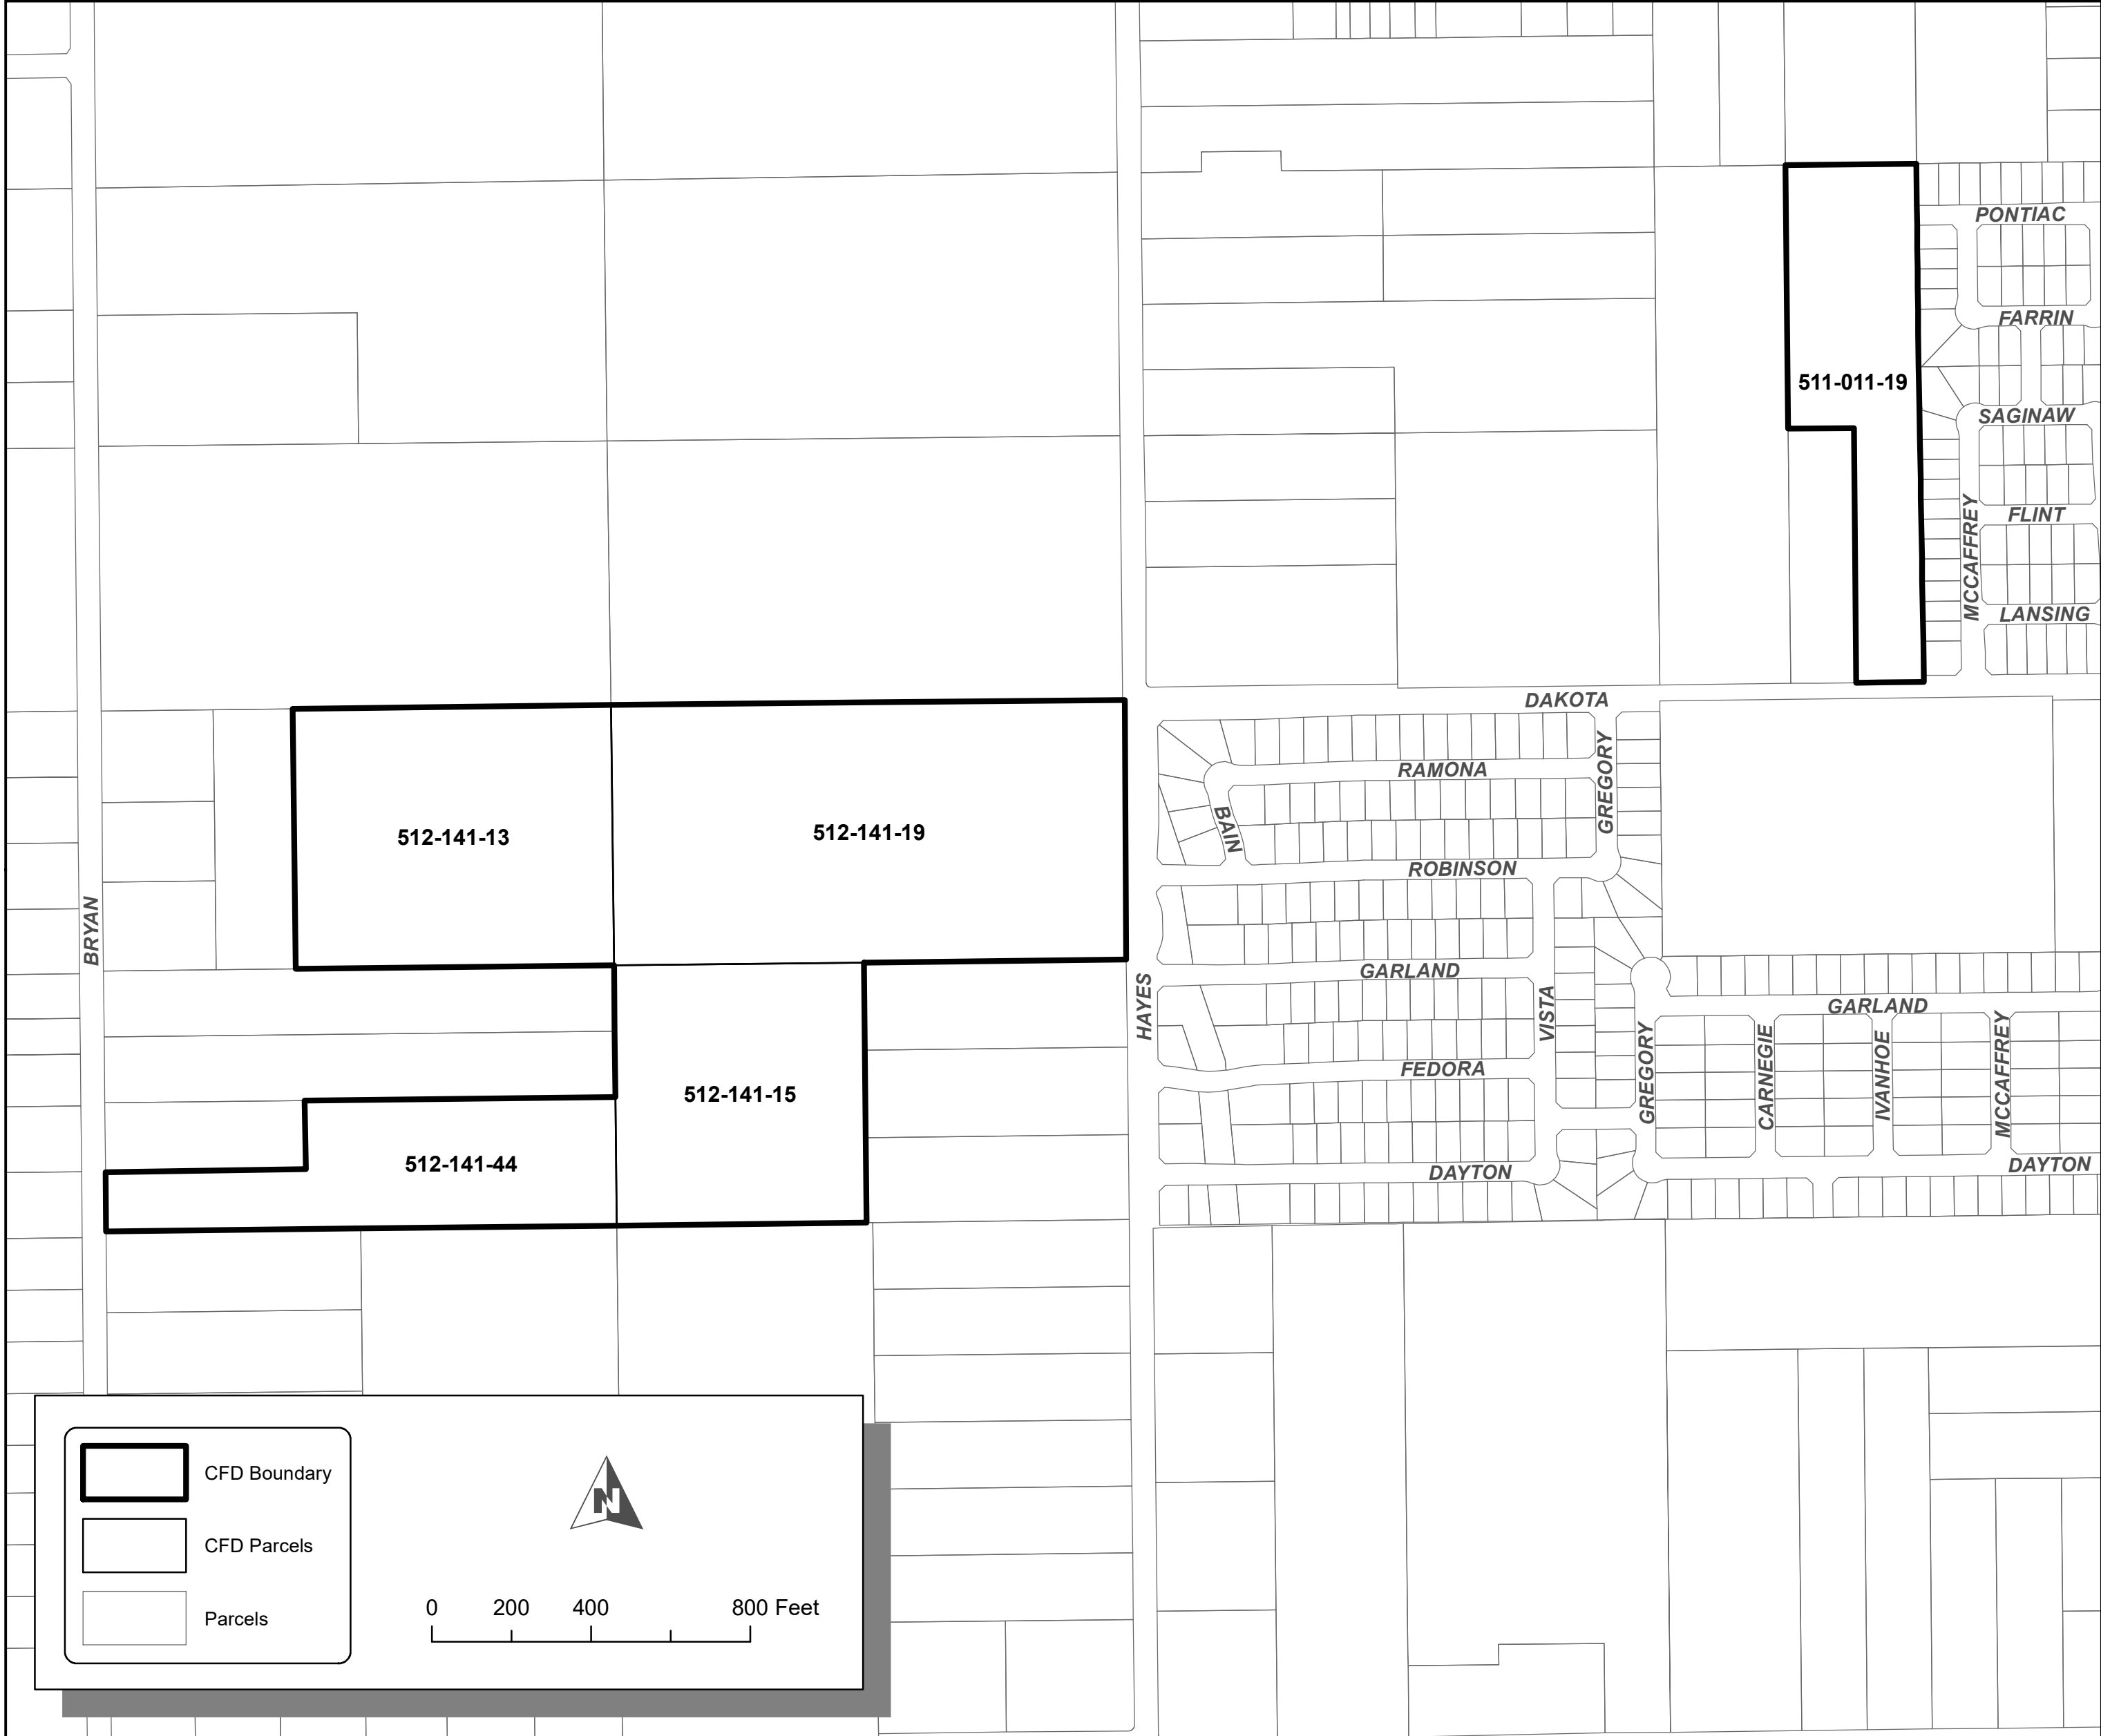 PONTIAC
FARRIN
511-011-19
SAGINAW
MCCAFFREY
FLINT
LANSING
DAKOTA
GREGORY
RAMONA
BAIN
512-141-13
512-141-19
ROBINSON
BRYAN
HAYES
GARLAND
VISTA
GARLAND
GREGORY
CARNEGIE
IVANHOE
MCCAFFREY
FEDORA
512-141-15
512-141-44
DAYTON
DAYTON
CFD Boundary
N
CFD Parcels
Parcels
0 200 400 800 Feet